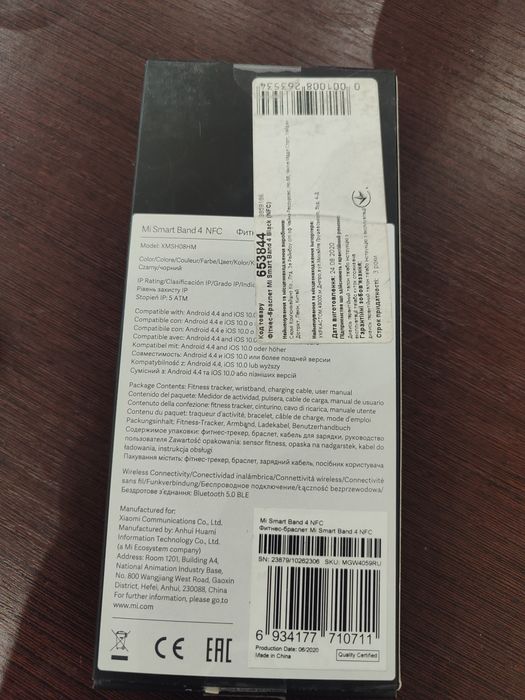 Mi Smart Band 4 NFC
Model: XMSH08HM
Color/Colore/Couleur/Farbe/
Czarny/чорний
IP Rating/Clasificación IP/Grado IP/
Рівень захисту IP
Stopień IP: 5 ATM
Compatible with: Android 4.4 and iOS 10.0
Compatible con: Android 4.4 e iOS 10.0 o
Compatibile con: Android 4.4 e iOS 10.0 o
Compatible avec: Android 4.4 et iOS 10.0
Kompatibel mit: Android 4.4 und iOS 10.0 oder höher
Совместимость: Android 4.4 и iOS 10.0 или более поздней версии
Kompatybilność z: Android 4.4 i iOS 10.0 lub wyższy
Сумісний з: Android 4.4 та iOS 10.0 або пізніших версій
Package Contents: Fitness tracker, wristband, charging cable, user manual
Contenido del paquete: Medidor de actividad, pulsera, cable de carga, manual de usuario
Contenuto della confezione: fitness tracker, cinturino, cavo di ricarica, manuale utente
Contenu du paquet: traqueur d'activité, bracelet, câble de charge, mode d'emploi
Packungsinhalt: Fitness-Tracker, Armband, Ladekabel, Benutzerhandbuch
Содержимое упаковки: фитнес-трекер, браслет, кабель для зарядки, руководство
пользователя Zawartość opakowania: sensor fitness, opaska na nadgarstek, kabel do
ładowania, instrukcja obsługi
Пакування містить: фітнес-трекер, браслет, зарядний кабель, посібник користувача
Wireless Connectivity/Conectividad inalámbrica/Connettività wireless/Connectivité
sans fil/Funkverbindung/Беспроводное подключение/Łączność bezprzewodowa/
Бездротове з'єднання: Bluetooth 5.0 BLE
Manufactured for:
Xiaomi Communications Co., Ltd.
Manufactured by: Anhui Huami
Information Technology Co., Ltd.
(a Mi Ecosystem company)
Address: Room 1201, Building A4,
National Animation Industry Base,
No. 800 Wangjiang West Road, Gaoxin
District, Hefei, Anhui, 230088, China
For further information, please go to
www.mi.com
CE EAC
0 001008 263534
Код товару
653844
Фітнес-браслет Mi Smart Band 4 Black (NFC)
Дата виготовлення: 24.08.2020
Гарантійні зобов'язання:
Строк придатності:
Mi Smart Band 4 NFC
Фитнес-браслет Mi Smart Band 4 NFC
SN: 23879/10262306 SKU: MGW4059RU
6 934177 710711
Production Date: 06/2020
Made in China
Quality Certified